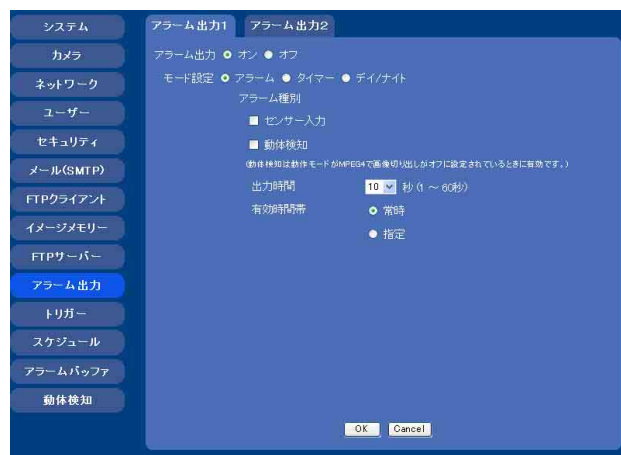 システム
カメラ
ネットワーク
ユーザー
セキュリティ
メール(SMTP)
FTPクライアント
イメージメモリー
FTPサーバー
アラーム出力
トリガー
スケジュール
アラームバッファ
動体検知
アラーム出力1 アラーム出力2
アラーム出力 オン オフ
モード設定 アラーム タイマー デイ/ナイト
アラーム種別
センサー入力
動体検知
(動体検知は動作モードがMPEG4で画像切り出しがオフに設定されているときに有効です。)
出力時間 10 秒(1 ～ 60秒)
有効時間帯 常時
指定
OK Cancel